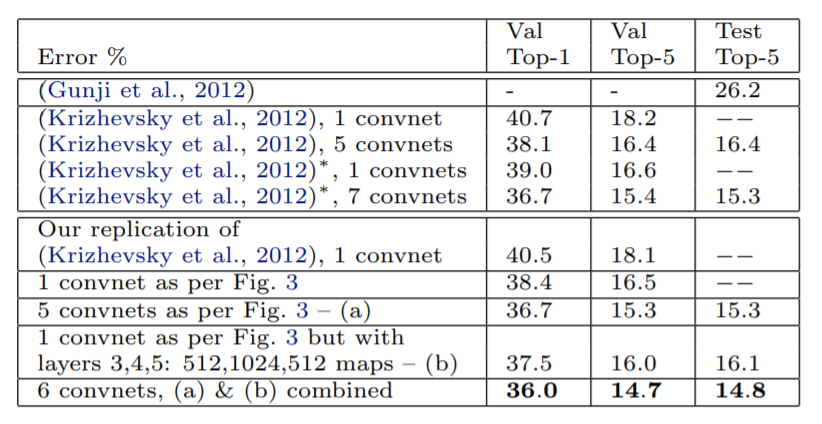 Val Val Test
Error % Top-1 Top-5 Top-5
(Gunji et al., 2012) - - 26.2
(Krizhevsky et al., 2012), 1 convnet 40.7 18.2 −−
(Krizhevsky et al., 2012), 5 convnets 38.1 16.4 16.4
(Krizhevsky et al., 2012)*, 1 convnets 39.0 16.6 −−
(Krizhevsky et al., 2012)*, 7 convnets 36.7 15.4 15.3
Our replication of
(Krizhevsky et al., 2012), 1 convnet 40.5 18.1 −−
1 convnet as per Fig. 3 38.4 16.5 −−
5 convnets as per Fig. 3 – (a) 36.7 15.3 15.3
1 convnet as per Fig. 3 but with
layers 3,4,5: 512,1024,512 maps – (b) 37.5 16.0 16.1
6 convnets, (a) & (b) combined 36.0 14.7 14.8